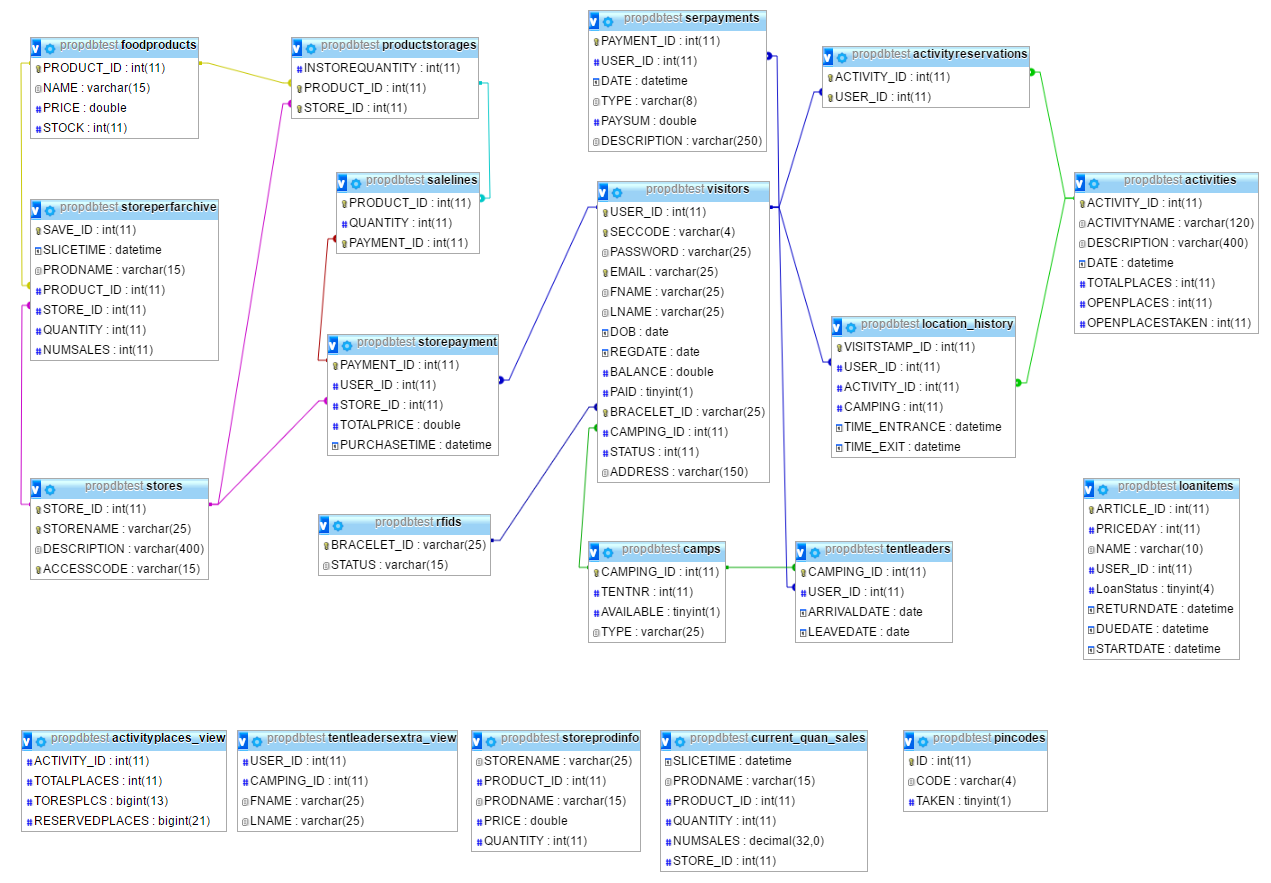 propdbtest foodproducts
PRODUCT_ID : int(11)
NAME : varchar(15)
PRICE : double
STOCK : int(11)
propdbtest productstorages
INSTOREQUANTITY : int(11)
PRODUCT_ID : int(11)
STORE_ID : int(11)
propdbtest serpayments
PAYMENT_ID : int(11)
USER_ID : int(11)
DATE : datetime
TYPE : varchar(8)
PAYSUM : double
DESCRIPTION : varchar(250)
propdbtest activityreservations
ACTIVITY_ID : int(11)
USER_ID : int(11)
propdbtest storeperfarchive
SAVE_ID : int(11)
SLICETIME : datetime
PRODNAME : varchar(15)
PRODUCT_ID : int(11)
STORE_ID : int(11)
QUANTITY : int(11)
NUMSALES : int(11)
propdbtest salelines
PRODUCT_ID : int(11)
QUANTITY : int(11)
PAYMENT_ID : int(11)
propdbtest visitors
USER_ID : int(11)
SECCODE : varchar(4)
PASSWORD : varchar(25)
EMAIL : varchar(25)
FNAME : varchar(25)
LNAME : varchar(25)
DOB : date
REGDATE : date
BALANCE : double
PAID : tinyint(1)
BRACELET_ID : varchar(25)
CAMPING_ID : int(11)
STATUS : int(11)
ADDRESS : varchar(150)
propdbtest activities
ACTIVITY_ID : int(11)
ACTIVITYNAME : varchar(120)
DESCRIPTION : varchar(400)
DATE : datetime
TOTALPLACES : int(11)
OPENPLACES : int(11)
OPENPLACESTAKEN : int(11)
propdbtest storepayment
PAYMENT_ID : int(11)
USER_ID : int(11)
STORE_ID : int(11)
TOTALPRICE : double
PURCHASETIME : datetime
propdbtest location_history
VISITSTAMP_ID : int(11)
USER_ID : int(11)
ACTIVITY_ID : int(11)
CAMPING : int(11)
TIME_ENTRANCE : datetime
TIME_EXIT : datetime
propdbtest stores
STORE_ID : int(11)
STORENAME : varchar(25)
DESCRIPTION : varchar(400)
ACCESSCODE : varchar(15)
propdbtest rfids
BRACELET_ID : varchar(25)
STATUS : varchar(15)
propdbtest camps
CAMPING_ID : int(11)
TENTNR : int(11)
AVAILABLE : tinyint(1)
TYPE : varchar(25)
propdbtest tentleaders
CAMPING_ID : int(11)
USER_ID : int(11)
ARRIVALDATE : date
LEAVEDATE : date
propdbtest loanitems
ARTICLE_ID : int(11)
PRICEDAY : int(11)
NAME : varchar(10)
USER_ID : int(11)
LoanStatus : tinyint(4)
RETURNDATE : datetime
DUEDATE : datetime
STARTDATE : datetime
propdbtest activityplaces_view
ACTIVITY_ID : int(11)
TOTALPLACES : int(11)
TORESPLCS : bigint(13)
RESERVEDPLACES : bigint(21)
propdbtest tentleadersextra_view
USER_ID : int(11)
CAMPING_ID : int(11)
FNAME : varchar(25)
LNAME : varchar(25)
propdbtest storeprodinfo
STORENAME : varchar(25)
PRODUCT_ID : int(11)
PRODNAME : varchar(15)
PRICE : double
QUANTITY : int(11)
propdbtest current_quan_sales
SLICETIME : datetime
PRODNAME : varchar(15)
PRODUCT_ID : int(11)
QUANTITY : int(11)
NUMSALES : decimal(32,0)
STORE_ID : int(11)
propdbtest pincodes
ID : int(11)
CODE : varchar(4)
TAKEN : tinyint(1)